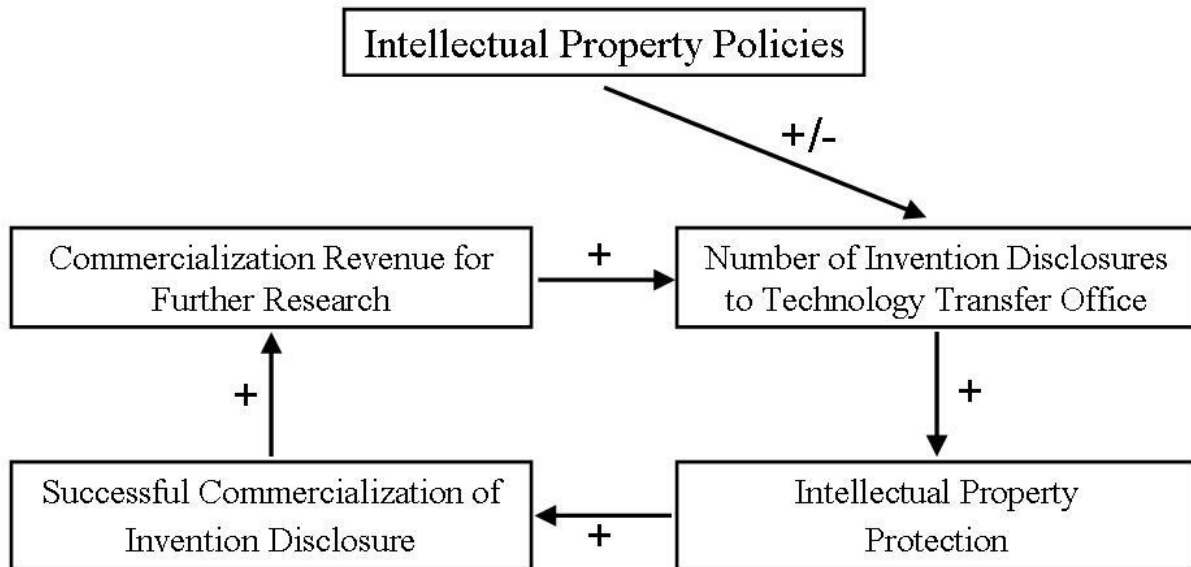 Intellectual Property Policies
+/-
Commercialization Revenue for
Further Research
+
Number of Invention Disclosures
to Technology Transfer Office
+
+
Successful Commercialization of
Invention Disclosure
+
Intellectual Property
Protection